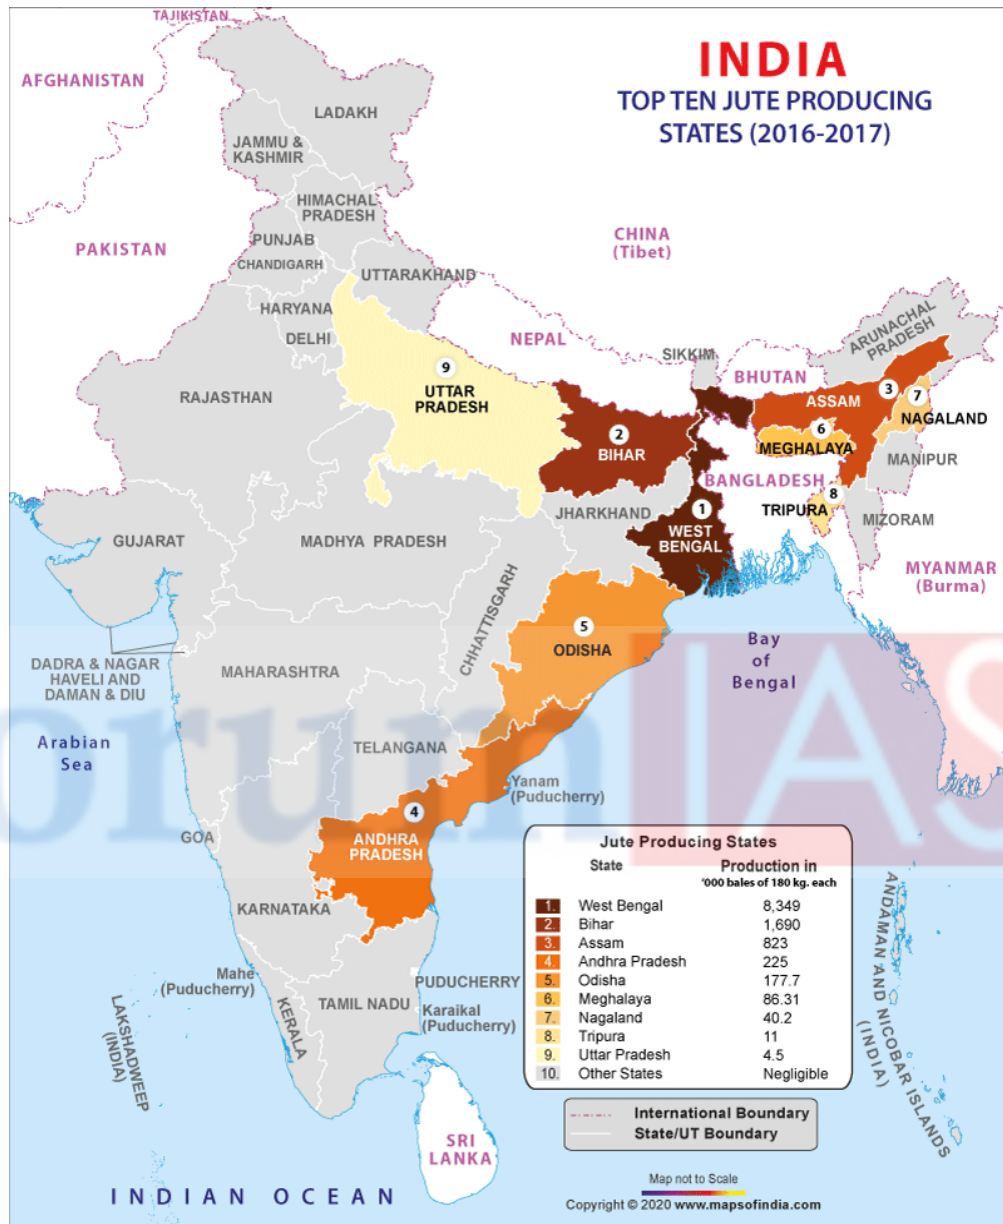 TAJIKISTAN
INDIA
TOP TEN JUTE PRODUCING
STATES (2016-2017)
AFGHANISTAN
LADAKH
JAMMU &
KASHMIR
HIMACHAL
PRADESH
PAKISTAN
PUNJAB
CHANDIGARH
CHINA
(Tibet)
UTTARAKHAND
HARYANA
DELHI
NEPAL
SIKKIM
ARUNACHAL
PRADESH
BHUTAN
9
UTTAR
PRADESH
RAJASTHAN
3
ASSAM
7
NAGALAND
2
BIHAR
6
MEGHALAYA
MANIPUR
BANGLADESH
8
TRIPURA
MIZORAM
JHARKHAND
1
WEST
BENGAL
GUJARAT
MADHYA PRADESH
MYANMAR
(Burma)
CHHATTISGARH
5
ODISHA
Bay
of
Bengal
DADRA & NAGAR
HAVELI AND
DAMAN & DIU
MAHARASHTRA
orumIAS
Arabian
Sea
TELANGANA
Yanam
(Puducherry)
4
ANDHRA
PRADESH
GOA
KARNATAKA
Jute Producing States
State Production in
'000 bales of 180 kg. each
1. West Bengal 8,349
2. Bihar 1,690
3. Assam 823
4. Andhra Pradesh 225
5. Odisha 177.7
6. Meghalaya 86.31
7. Nagaland 40.2
8. Tripura 11
9. Uttar Pradesh 4.5
10. Other States Negligible
ANDAMAN AND NICOBAR ISLANDS
(INDIA)
Mahe
(Puducherry)
PUDUCHERRY
TAMIL NADU
Karaikal
(Puducherry)
KERALA
LAKSHADWEEP
(INDIA)
International Boundary
State/UT Boundary
SRI
LANKA
INDIAN OCEAN
Map not to Scale
Copyright © 2020 www.mapsofindia.com